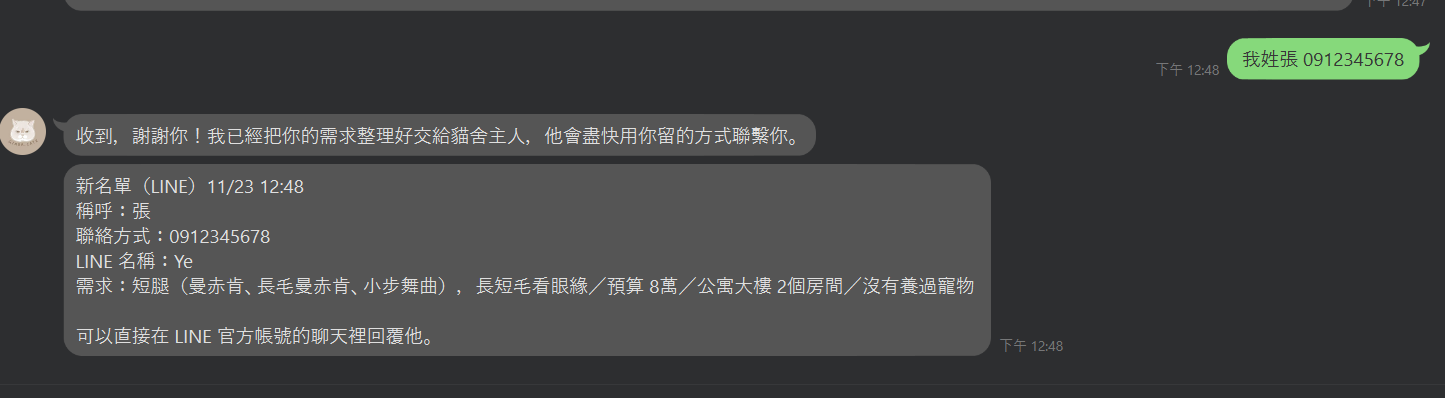 下午 12:47
我姓張 0912345678
下午 12:48
收到，謝謝你！我已經把你的需求整理好交給貓舍主人，他會盡快用你留的方式聯繫你。
新名單（LINE）11/23 12:48
稱呼：張
聯絡方式：0912345678
LINE 名稱：Ye
需求：短腿（曼赤肯、長毛曼赤肯、小步舞曲），長短毛看眼緣／預算 8萬／公寓大樓 2個房間／沒有養過寵物
可以直接在 LINE 官方帳號的聊天裡回覆他。
下午 12:48